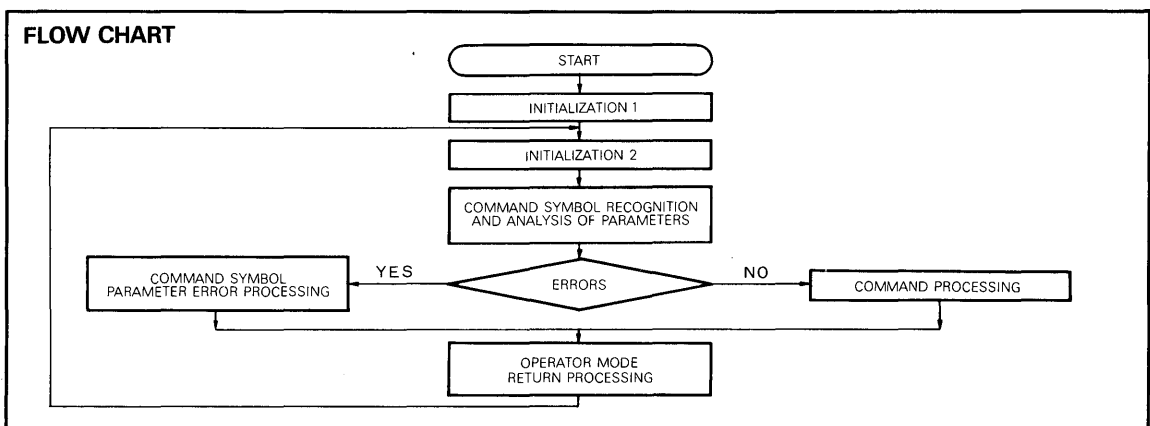 FLOW CHART
START
INITIALIZATION 1
INITIALIZATION 2
COMMAND SYMBOL RECOGNITION
AND ANALYSIS OF PARAMETERS
YES
ERRORS
NO
COMMAND SYMBOL
PARAMETER ERROR PROCESSING
COMMAND PROCESSING
OPERATOR MODE
RETURN PROCESSING